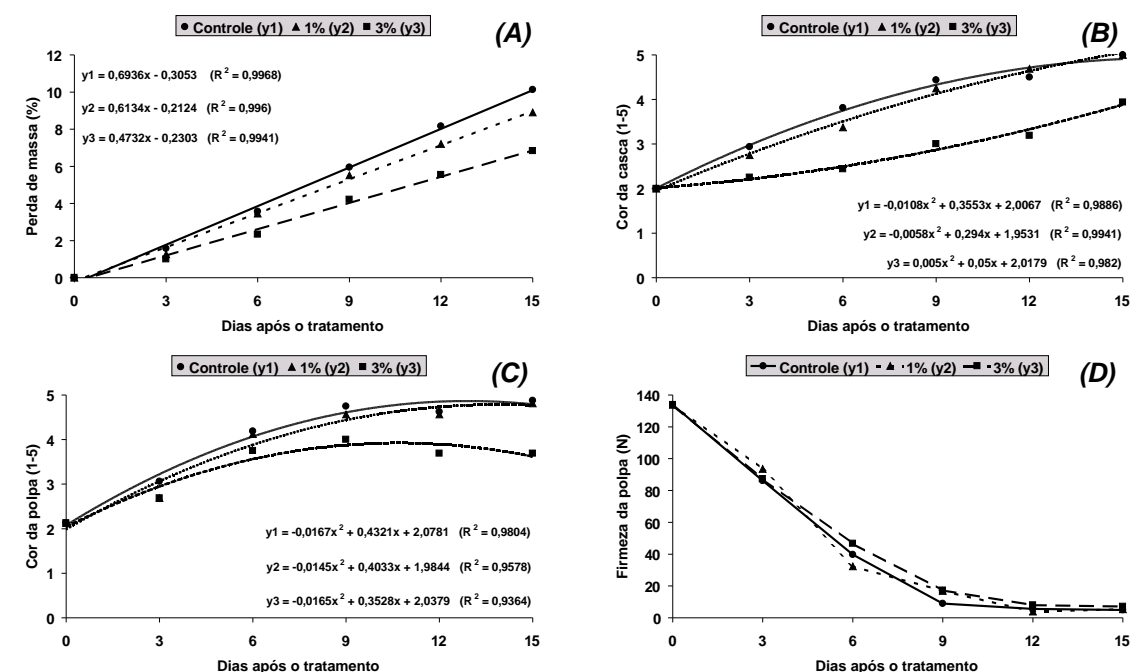 ● Controle (y1) ▲ 1% (y2) ■ 3% (y3)
(A)
Perda de massa (%)
12
10
8
6
4
2
0
y1 = 0,6936x - 0,3053 (R² = 0,9968)
y2 = 0,6134x - 0,2124 (R² = 0,996)
y3 = 0,4732x - 0,2303 (R² = 0,9941)
0 3 6 9 12 15
Dias após o tratamento
● Controle (y1) ▲ 1% (y2) ■ 3% (y3)
(B)
Cor da casca (1-5)
5
4
3
2
1
0
y1 = -0,0108x² + 0,3553x + 2,0067 (R² = 0,9886)
y2 = -0,0058x² + 0,294x + 1,9531 (R² = 0,9941)
y3 = 0,005x² + 0,05x + 2,0179 (R² = 0,982)
0 3 6 9 12 15
Dias após o tratamento
● Controle (y1) ▲ 1% (y2) ■ 3% (y3)
(C)
Cor da polpa (1-5)
5
4
3
2
1
0
y1 = -0,0167x² + 0,4321x + 2,0781 (R² = 0,9804)
y2 = -0,0145x² + 0,4033x + 1,9844 (R² = 0,9578)
y3 = -0,0165x² + 0,3528x + 2,0379 (R² = 0,9364)
0 3 6 9 12 15
Dias após o tratamento
Controle (y1) 1% (y2) 3% (y3)
(D)
Firmeza da polpa (N)
140
120
100
80
60
40
20
0
0 3 6 9 12 15
Dias após o tratamento